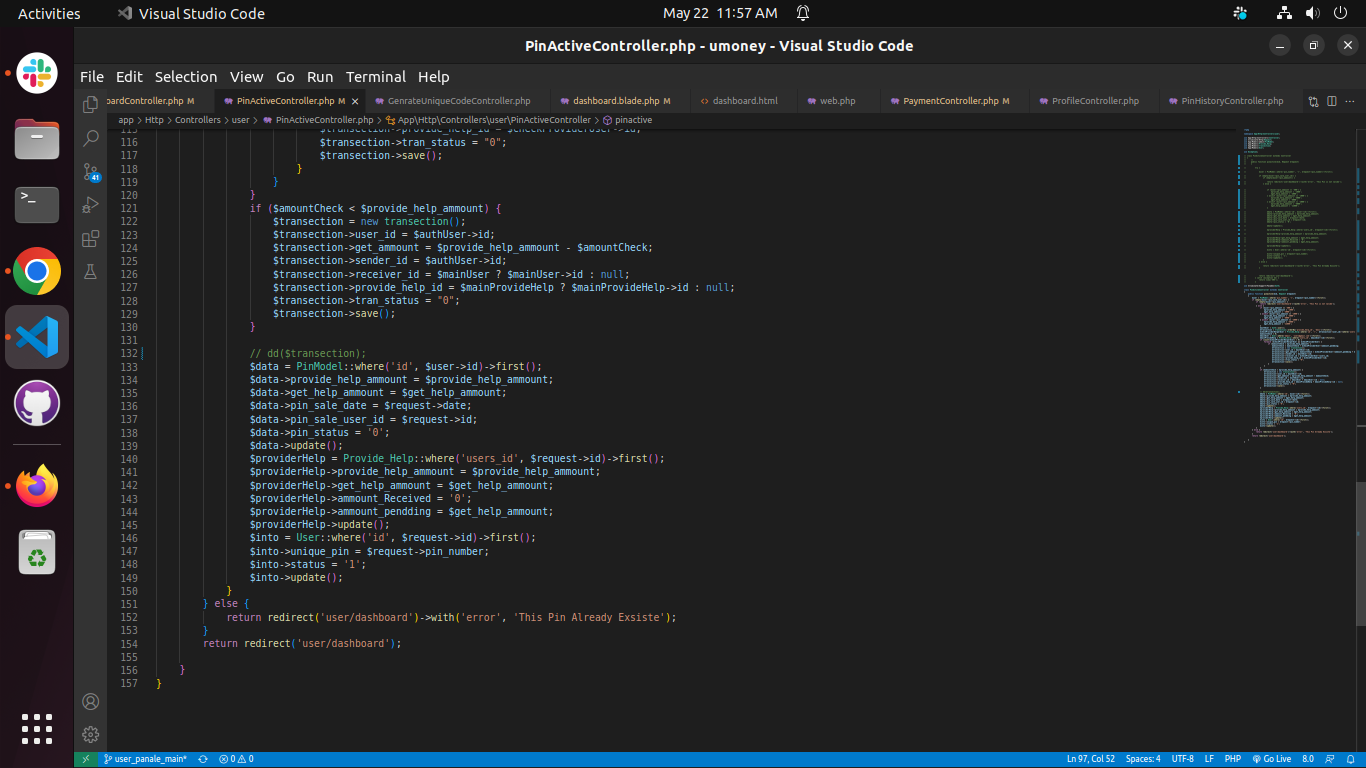 Activities
Visual Studio Code
May 22 11:57 AM
PinActiveController.php - umoney - Visual Studio Code
File Edit Selection View Go Run Terminal Help
oardController.php M
PinActiveController.php M
GenrateUniqueCodeController.php
dashboard.blade.php M
dashboard.html
web.php
PaymentController.php M
ProfileController.php
PinHistoryController.php
app > Http > Controllers > user > PinActiveController.php > App\Http\Controllers\user\PinActiveController > pinactive
115 $transection->provide_help_id = $checkProviderUser->id;
116 $transection->tran_status = "0";
117 $transection->save();
118 }
119 }
120 }
121 if ($amountCheck < $provide_help_ammount) {
122 $transection = new transection();
123 $transection->user_id = $authUser->id;
124 $transection->get_ammount = $provide_help_ammount - $amountCheck;
125 $transection->sender_id = $authUser->id;
126 $transection->receiver_id = $mainUser ? $mainUser->id : null;
127 $transection->provide_help_id = $mainProvideHelp ? $mainProvideHelp->id : null;
128 $transection->tran_status = "0";
129 $transection->save();
130 }
131
132 // dd($transection);
133 $data = PinModel::where('id', $user->id)->first();
134 $data->provide_help_ammount = $provide_help_ammount;
135 $data->get_help_ammount = $get_help_ammount;
136 $data->pin_sale_date = $request->date;
137 $data->pin_sale_user_id = $request->id;
138 $data->pin_status = '0';
139 $data->update();
140 $providerHelp = Provide_Help::where('users_id', $request->id)->first();
141 $providerHelp->provide_help_ammount = $provide_help_ammount;
142 $providerHelp->get_help_ammount = $get_help_ammount;
143 $providerHelp->ammount_Received = '0';
144 $providerHelp->ammount_pendding = $get_help_ammount;
145 $providerHelp->update();
146 $into = User::where('id', $request->id)->first();
147 $into->unique_pin = $request->pin_number;
148 $into->status = '1';
149 $into->update();
150 }
151 } else {
152 return redirect('user/dashboard')->with('error', 'This Pin Already Exsiste');
153 }
154 return redirect('user/dashboard');
155
156 }
157 }
41
user_panale_main* 0 0 Ln 97, Col 52 Spaces: 4 UTF-8 LF PHP Go Live 8.0